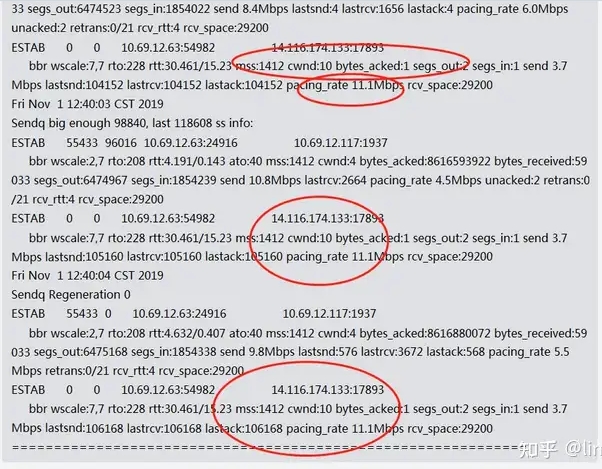 33 segs_out:6474523 segs_in:1854022 send 8.4Mbps lastsnd:4 lastrcv:1656 lastack:4 pacing_rate 6.0Mbps
unacked:2 retrans:0/21 rcv_rtt:4 rcv_space:29200
ESTAB 0 0 10.69.12.63:54982 14.116.174.133:17893
bbr wscale:7,7 rto:228 rtt:30.461/15.23 mss:1412 cwnd:10 bytes_acked:1 segs_out:2 segs_in:1 send 3.7
Mbps lastsnd:104152 lastrcv:104152 lastack:104152 pacing_rate 11.1Mbps rcv_space:29200
Fri Nov 1 12:40:03 CST 2019
Sendq big enough 98840, last 118608 ss info:
ESTAB 55433 96016 10.69.12.63:24916 10.69.12.117:1937
bbr wscale:2,7 rto:208 rtt:4.191/0.143 ato:40 mss:1412 cwnd:4 bytes_acked:8616593922 bytes_received:59
033 segs_out:6474967 segs_in:1854239 send 10.8Mbps lastrcv:2664 pacing_rate 4.5Mbps unacked:2 retrans:0
/21 rcv_rtt:4 rcv_space:29200
ESTAB 0 0 10.69.12.63:54982 14.116.174.133:17893
bbr wscale:7,7 rto:228 rtt:30.461/15.23 mss:1412 cwnd:10 bytes_acked:1 segs_out:2 segs_in:1 send 3.7
Mbps lastsnd:105160 lastrcv:105160 lastack:105160 pacing_rate 11.1Mbps rcv_space:29200
Fri Nov 1 12:40:04 CST 2019
Sendq Regeneration 0
ESTAB 55433 0 10.69.12.63:24916 10.69.12.117:1937
bbr wscale:2,7 rto:208 rtt:4.632/0.407 ato:40 mss:1412 cwnd:4 bytes_acked:8616880072 bytes_received:59
033 segs_out:6475168 segs_in:1854338 send 9.8Mbps lastsnd:576 lastrcv:3672 lastack:568 pacing_rate 5.5
Mbps retrans:0/21 rcv_rtt:4 rcv_space:29200
ESTAB 0 0 10.69.12.63:54982 14.116.174.133:17893
bbr wscale:7,7 rto:228 rtt:30.461/15.23 mss:1412 cwnd:10 bytes_acked:1 segs_out:2 segs_in:1 send 3.7
Mbps lastsnd:106168 lastrcv:106168 lastack:106168 pacing_rate 11.1Mbps rcv_space:29200
知乎 @lin